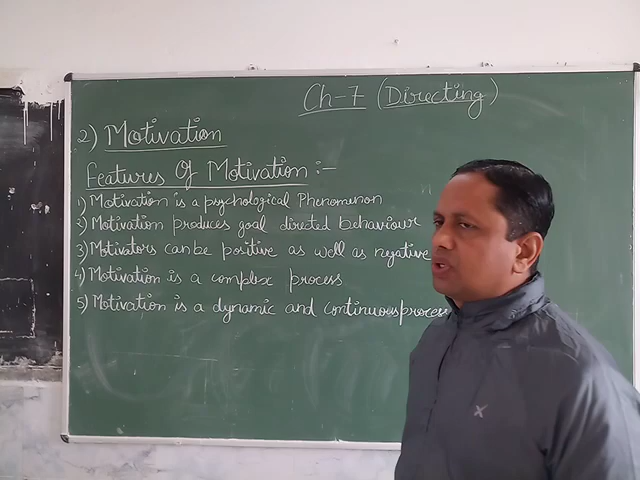 Ch-7 (Directing)
2) Motivation
Features Of Motivation :-
1) Motivation is a psychological Phenomenon
2) Motivation produces goal directed behaviour
3) Motivators can be positive as well as negative
4) Motivation is a complex process
5) Motivation is a dynamic and continuous process